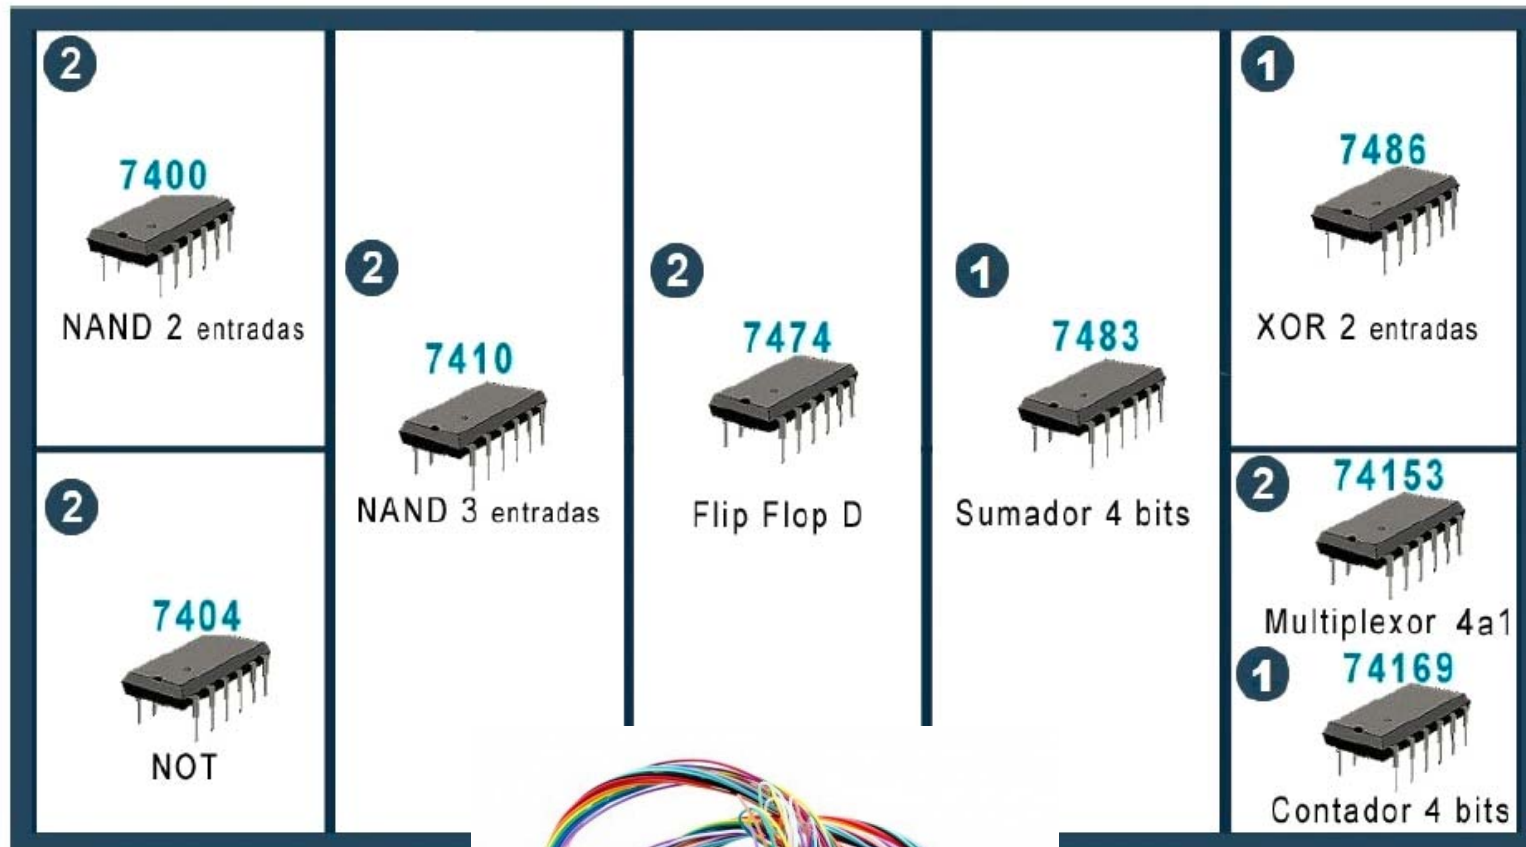 2
7400
NAND 2 entradas
2
7404
NOT
2
7410
NAND 3 entradas
2
7474
Flip Flop D
1
7483
Sumador 4 bits
1
7486
XOR 2 entradas
2
74153
Multiplexor 4a1
1
74169
Contador 4 bits